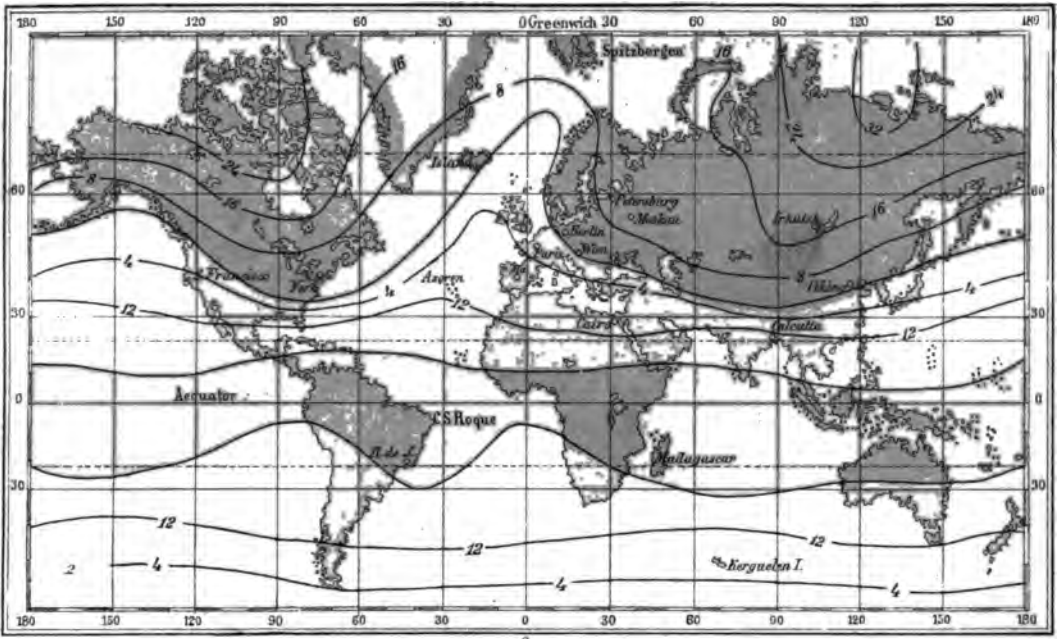 180 150 120 90 60 30 0 Greenwich 30 60 90 120 150 180
Spitzbergen
16
16
8
24
32
24
Island
24
60
60
8
16
Petersburg
Moskau
Irkutsk
16
Berlin
Paris
Wien
8
4
Francisco
York
Azoren
4
4
Peking
4
12
12
30
30
Cairo
Calcutta
12
Aequator
0
0
C.S.Roque
R. de J.
Madagascar
30
30
12
12
12
2
4
4
4
Kerguelen I.
180 150 120 90 60 30 0 30 60 90 120 150 180